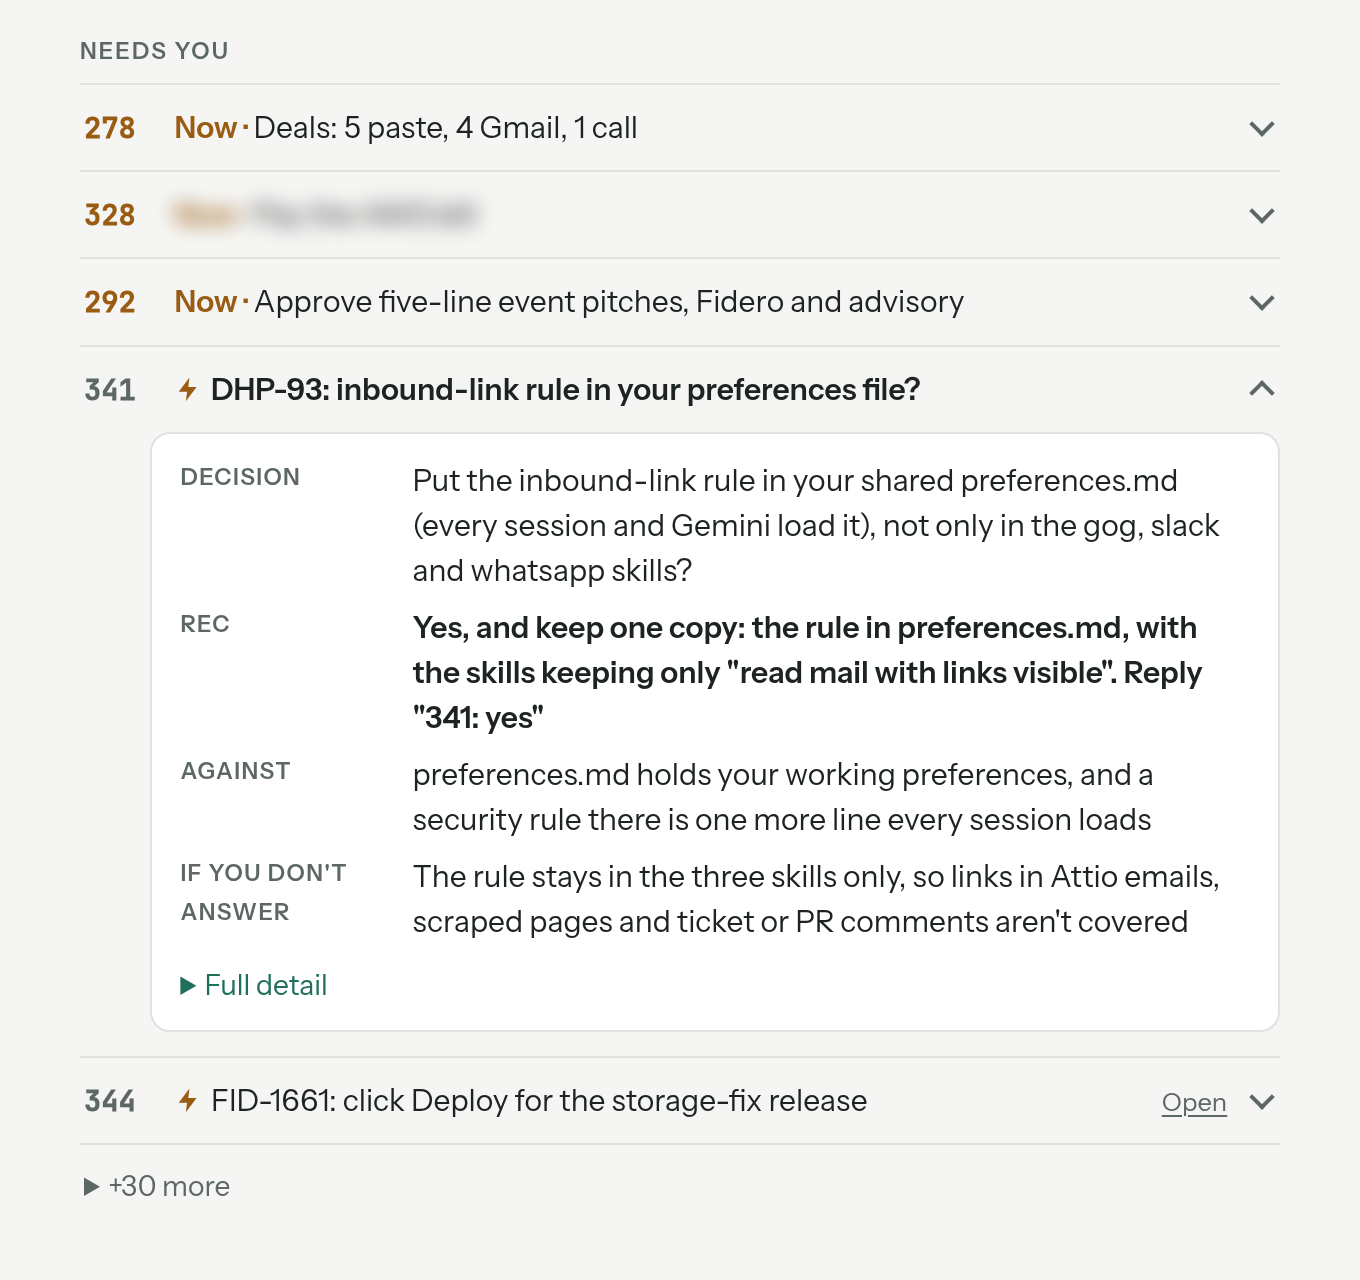 NEEDS YOU
278 Now · Deals: 5 paste, 4 Gmail, 1 call
328
292 Now · Approve five-line event pitches, Fidero and advisory
341 DHP-93: inbound-link rule in your preferences file?
DECISION
Put the inbound-link rule in your shared preferences.md
(every session and Gemini load it), not only in the gog, slack
and whatsapp skills?
REC
Yes, and keep one copy: the rule in preferences.md, with
the skills keeping only "read mail with links visible". Reply
"341: yes"
AGAINST
preferences.md holds your working preferences, and a
security rule there is one more line every session loads
IF YOU DON'T
ANSWER
The rule stays in the three skills only, so links in Attio emails,
scraped pages and ticket or PR comments aren't covered
Full detail
344 FID-1661: click Deploy for the storage-fix release Open
+30 more